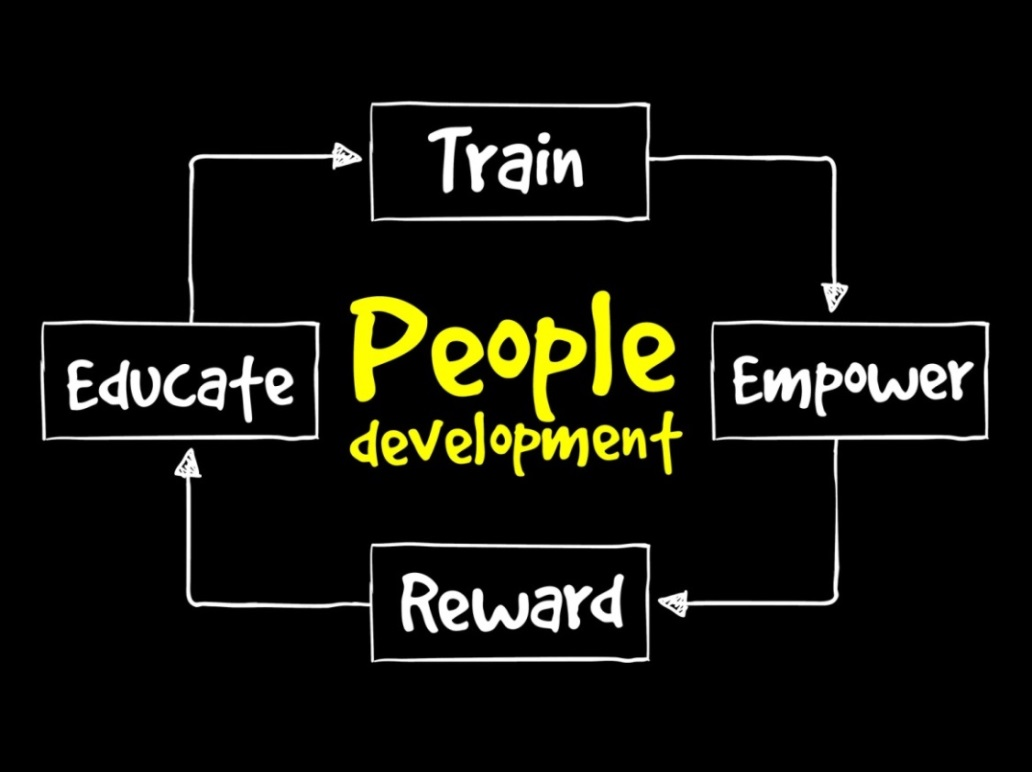 Train
Educate
People
development
Empower
Reward